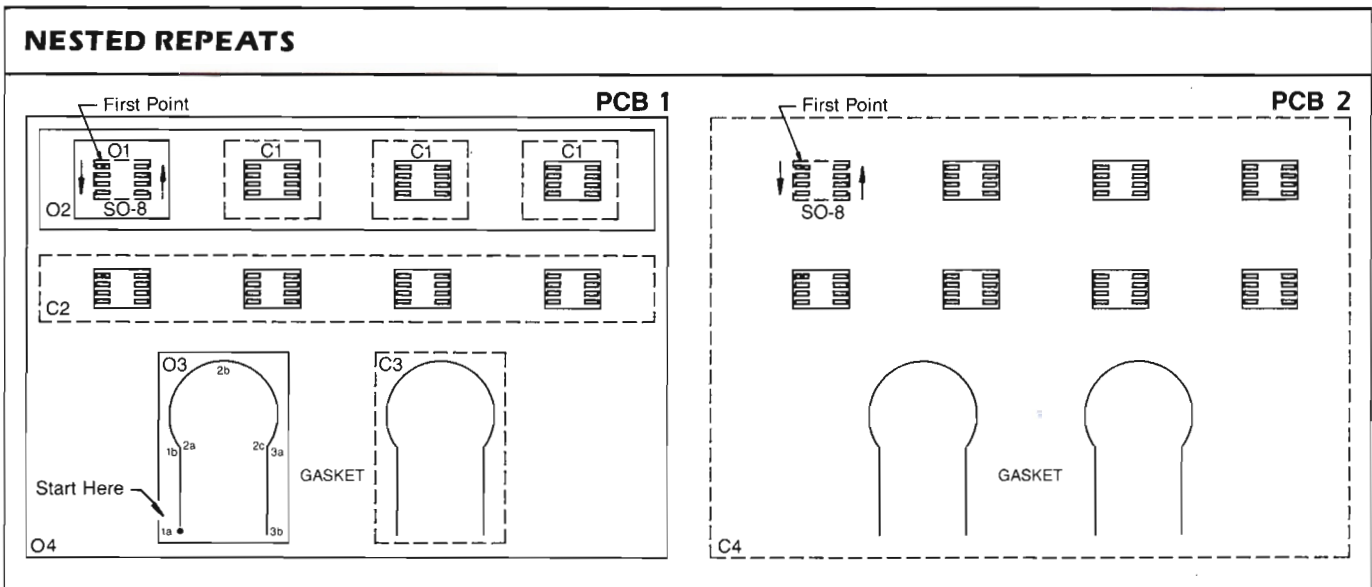 NESTED REPEATS
First Point
PCB 1
O1
C1
C1
C1
SO-8
O2
C2
O3
2b
C3
1b
2a
2c
3a
GASKET
Start Here
1a
3b
O4
First Point
PCB 2
SO-8
GASKET
C4